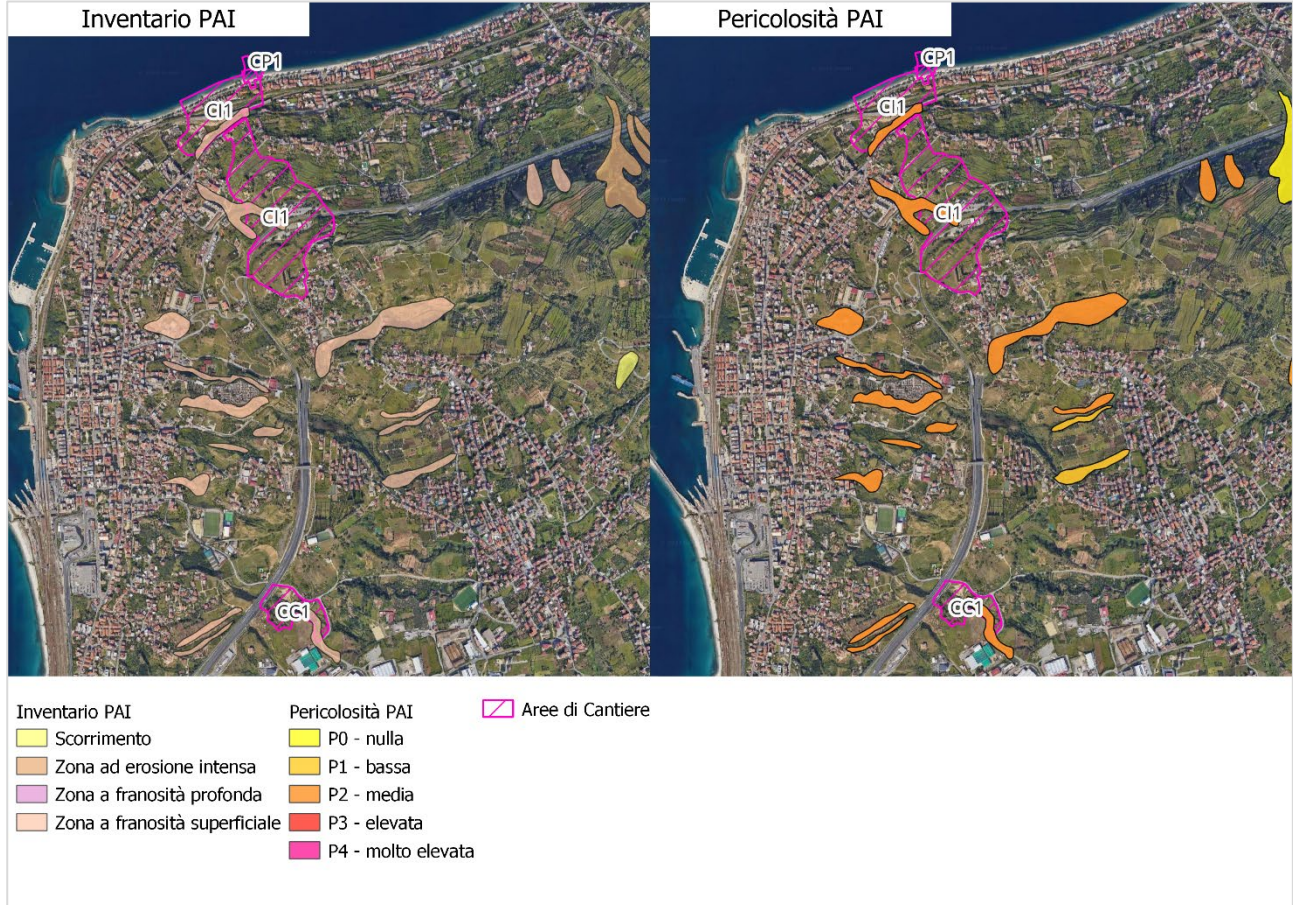 Inventario PAI
Pericolosità PAI
CP1
CI1
CI1
CC1
CP1
CI1
CI1
CC1
Inventario PAI
Scorrimento
Zona ad erosione intensa
Zona a franosità profonda
Zona a franosità superficiale
Pericolosità PAI
P0 - nulla
P1 - bassa
P2 - media
P3 - elevata
P4 - molto elevata
Aree di Cantiere